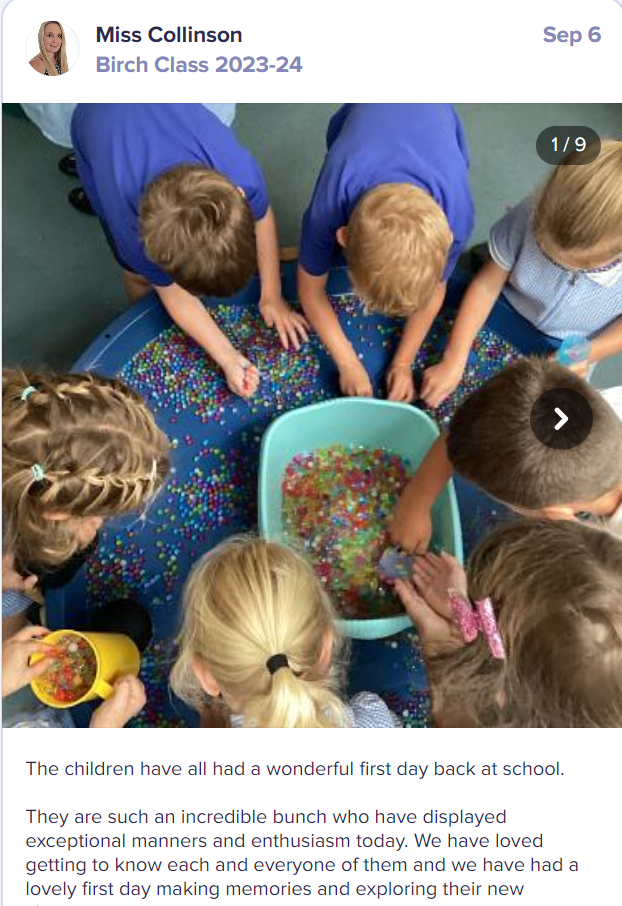 Miss Collinson
Sep 6
Birch Class 2023-24
1 / 9
The children have all had a wonderful first day back at school.
They are such an incredible bunch who have displayed
exceptional manners and enthusiasm today. We have loved
getting to know each and everyone of them and we have had a
lovely first day making memories and exploring their new